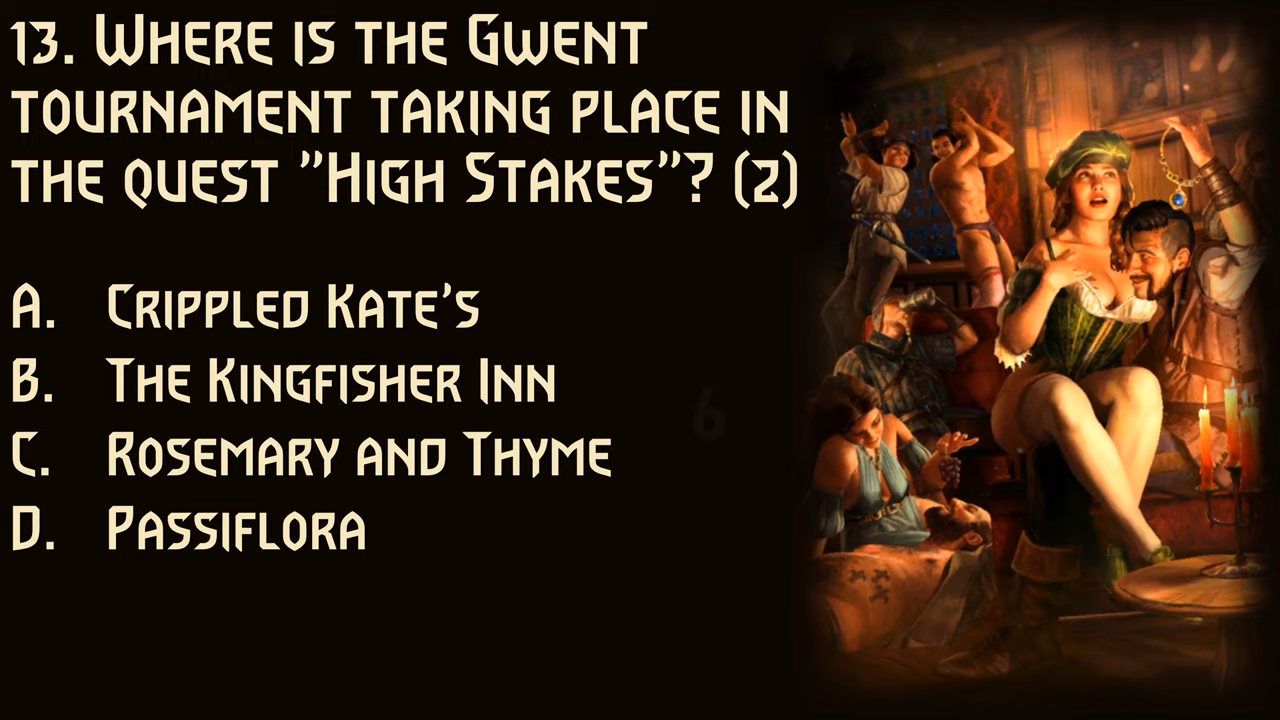 13. Where is the Gwent
tournament taking place in
the quest ”High Stakes”? (2)
A. Crippled Kate's
B. The Kingfisher Inn
6
C. Rosemary and Thyme
D. Passiflora